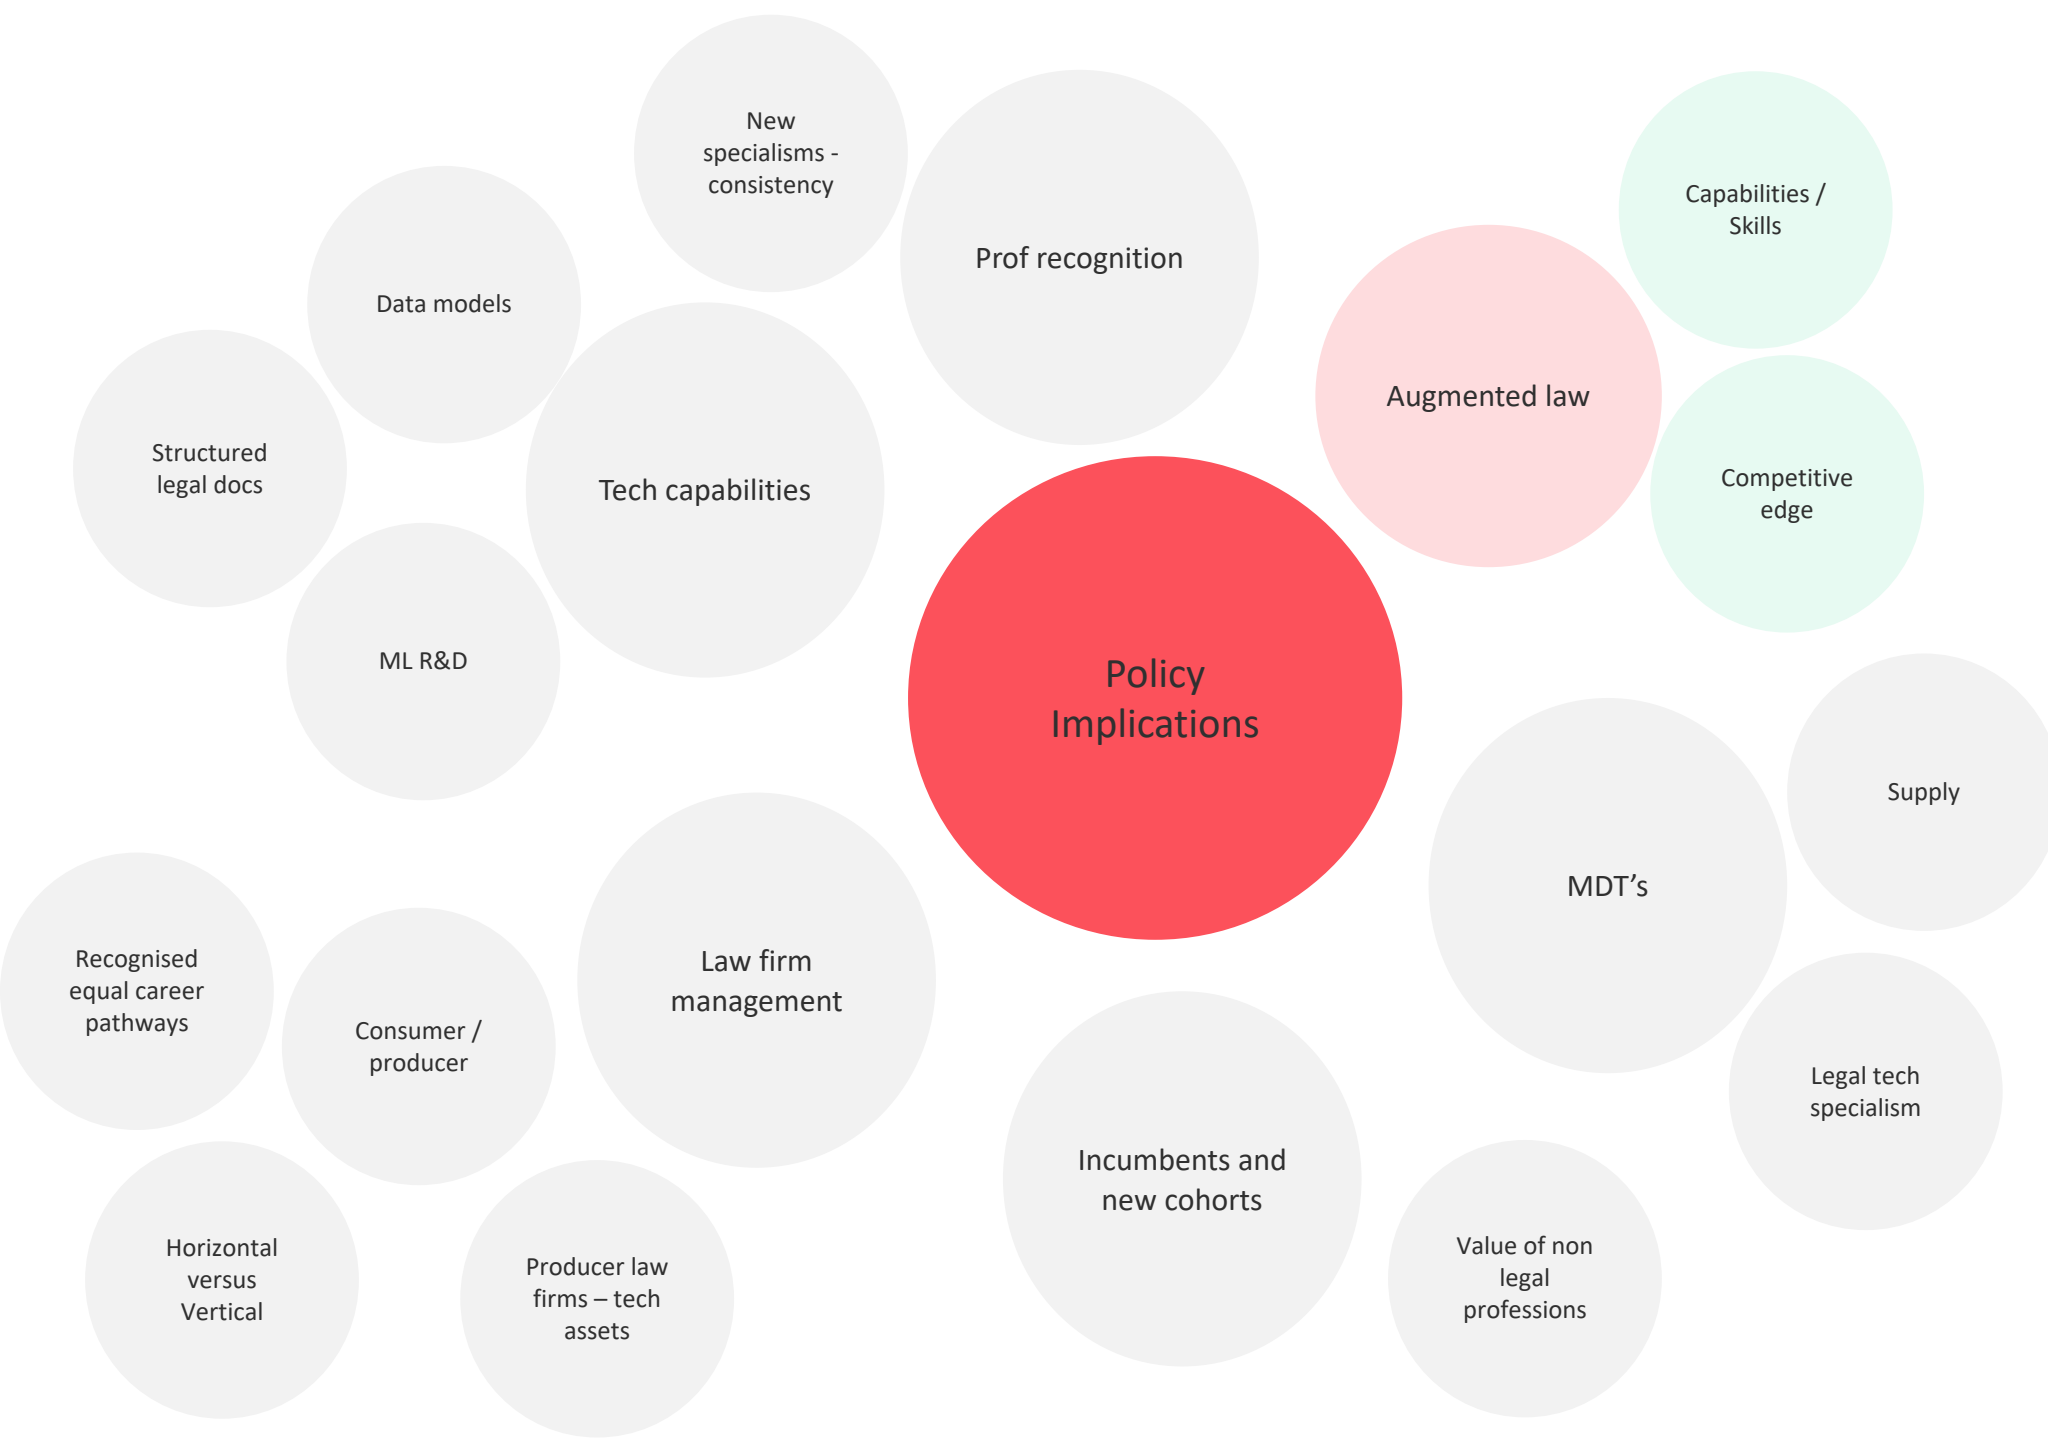 New
specialisms -
consistency
Prof recognition
Capabilities /
Skills
Data models
Augmented law
Structured
legal docs
Tech capabilities
Competitive
edge
ML R&D
Policy
Implications
Supply
MDT’s
Recognised
equal career
pathways
Consumer /
producer
Law firm
management
Legal tech
specialism
Incumbents and
new cohorts
Horizontal
versus
Vertical
Producer law
firms – tech
assets
Value of non
legal
professions